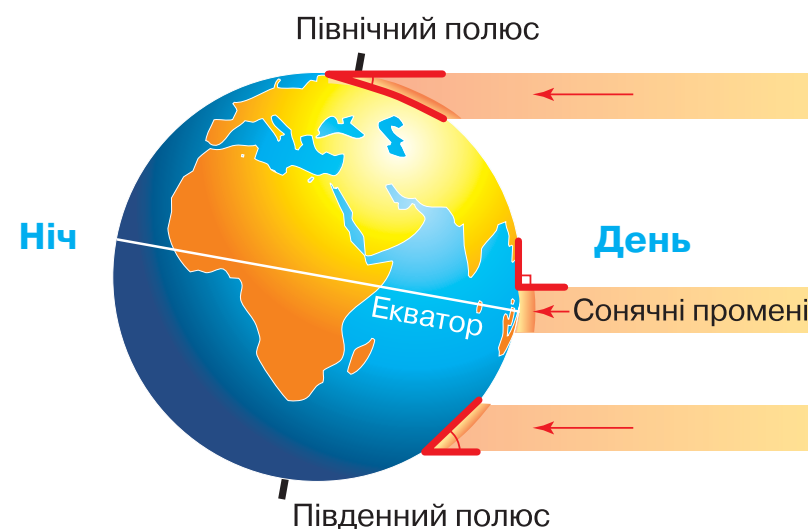 Північний полюс
Ніч
День
Сонячні промені
Екватор
Південний полюс